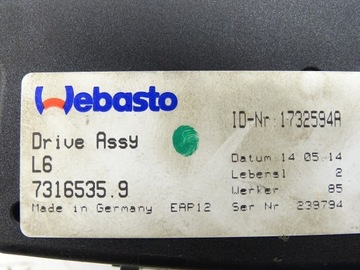 Webasto
ID-Nr 1732594A
Drive Assy
L6
7316535.9
Made in Germany EAP12
Datum 14.05.14
Lebensl 2
Werker 85
Ser Nr 239794